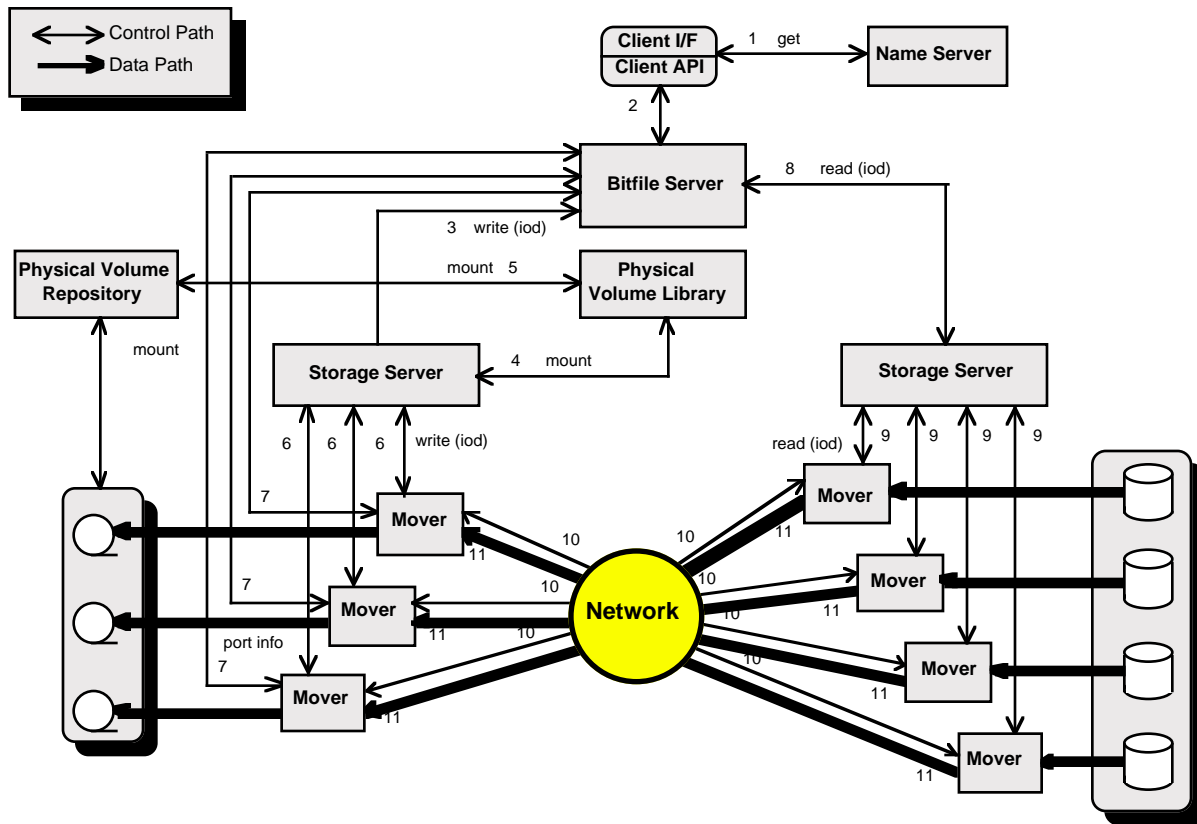 Control Path
Data Path
Client I/F
Client API
1 get
Name Server
2
Bitfile Server
8 read (iod)
3 write (iod)
Physical Volume
Repository
mount 5
Physical
Volume Library
mount
Storage Server
4 mount
Storage Server
6
6
6
write (iod)
read (iod)
9
9
9
9
7
Mover
Mover
10
11
10
11
10
7
Mover
11
10
Network
10
11
Mover
10
port info
7
Mover
11
10
11
Mover
11
Mover